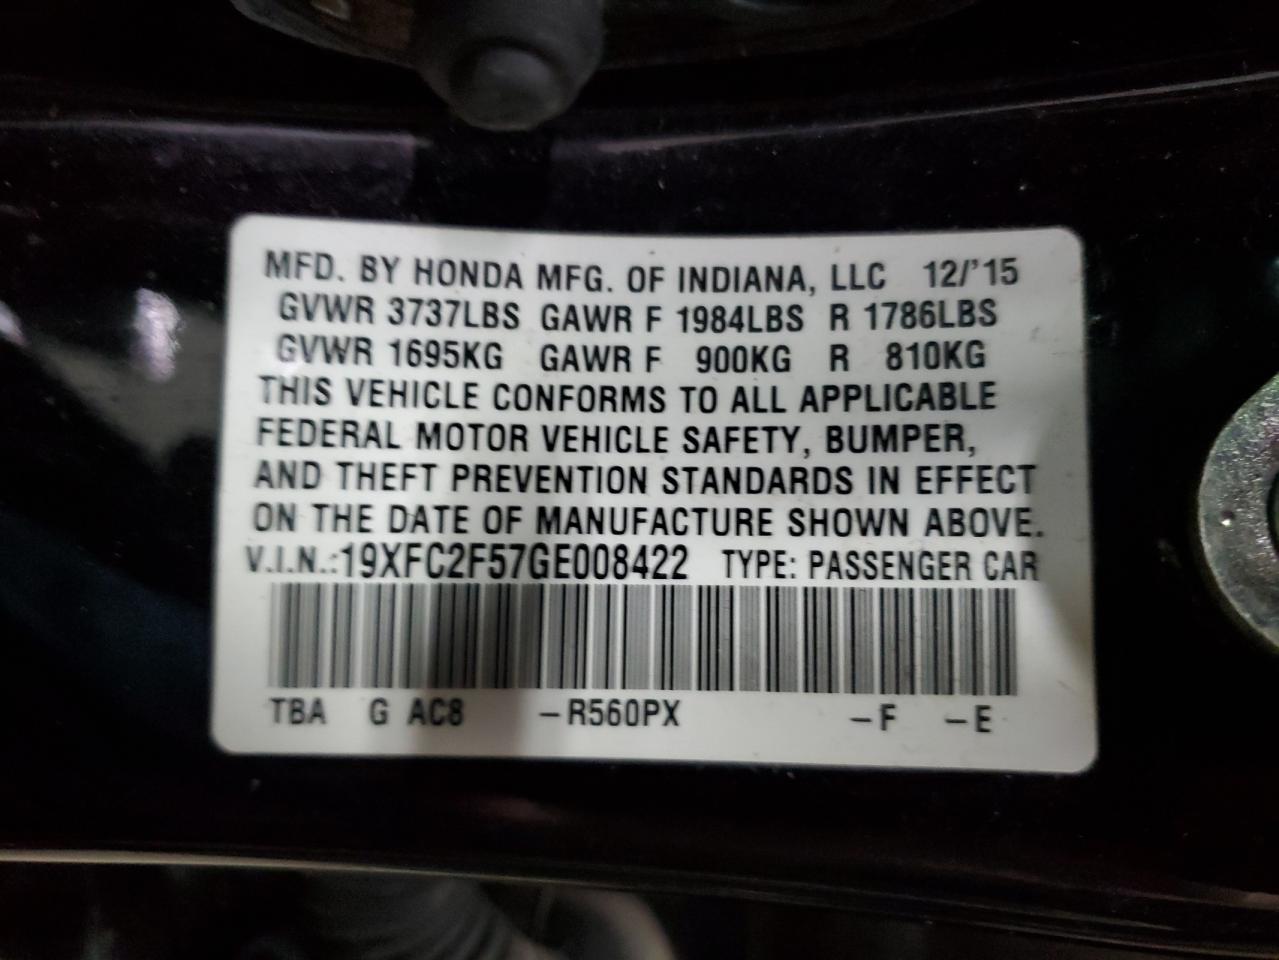 MFD. BY HONDA MFG. OF INDIANA, LLC 12/'15
GVWR 3737LBS GAWR F 1984LBS R 1786LBS
GVWR 1695KG GAWR F 900KG R 810KG
THIS VEHICLE CONFORMS TO ALL APPLICABLE
FEDERAL MOTOR VEHICLE SAFETY, BUMPER,
AND THEFT PREVENTION STANDARDS IN EFFECT
ON THE DATE OF MANUFACTURE SHOWN ABOVE.
V.I.N.:19XFC2F57GE008422 TYPE: PASSENGER CAR
TBA G AC8 –R560PX –F –E